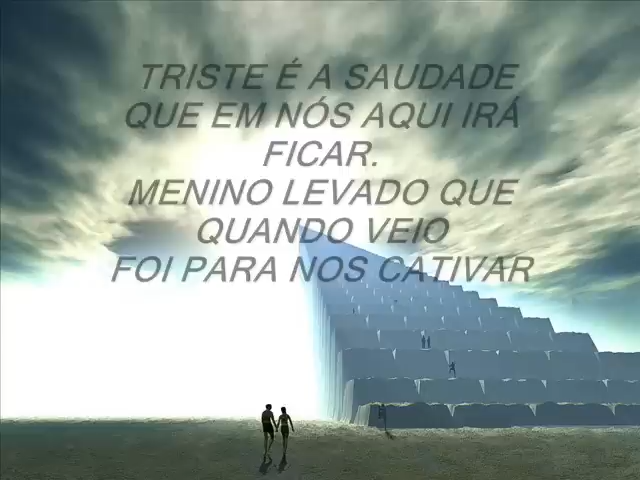 TRISTE É A SAUDADE
QUE EM NÓS AQUI IRÁ
FICAR.
MENINO LEVADO QUE
QUANDO VEIO
FOI PARA NOS CATIVAR